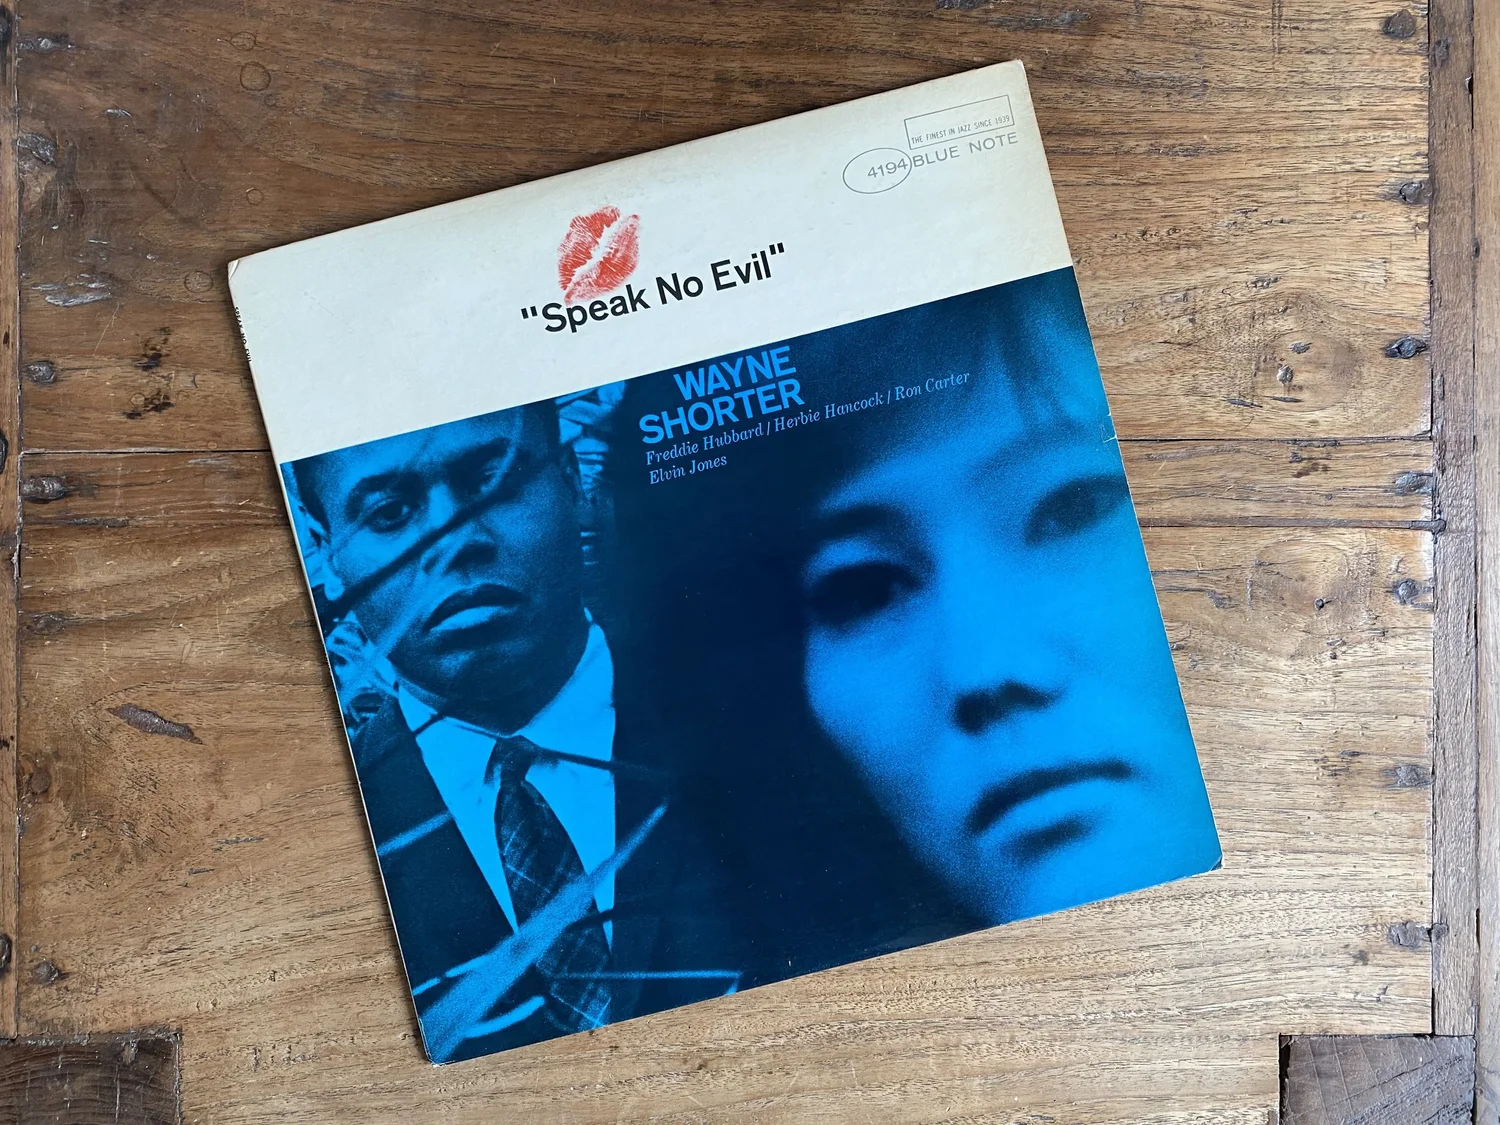 THE FINEST IN JAZZ SINCE 1939
4194 BLUE NOTE
"Speak No Evil"
WAYNE
SHORTER
Freddie Hubbard / Herbie Hancock / Ron Carter
Elvin Jones